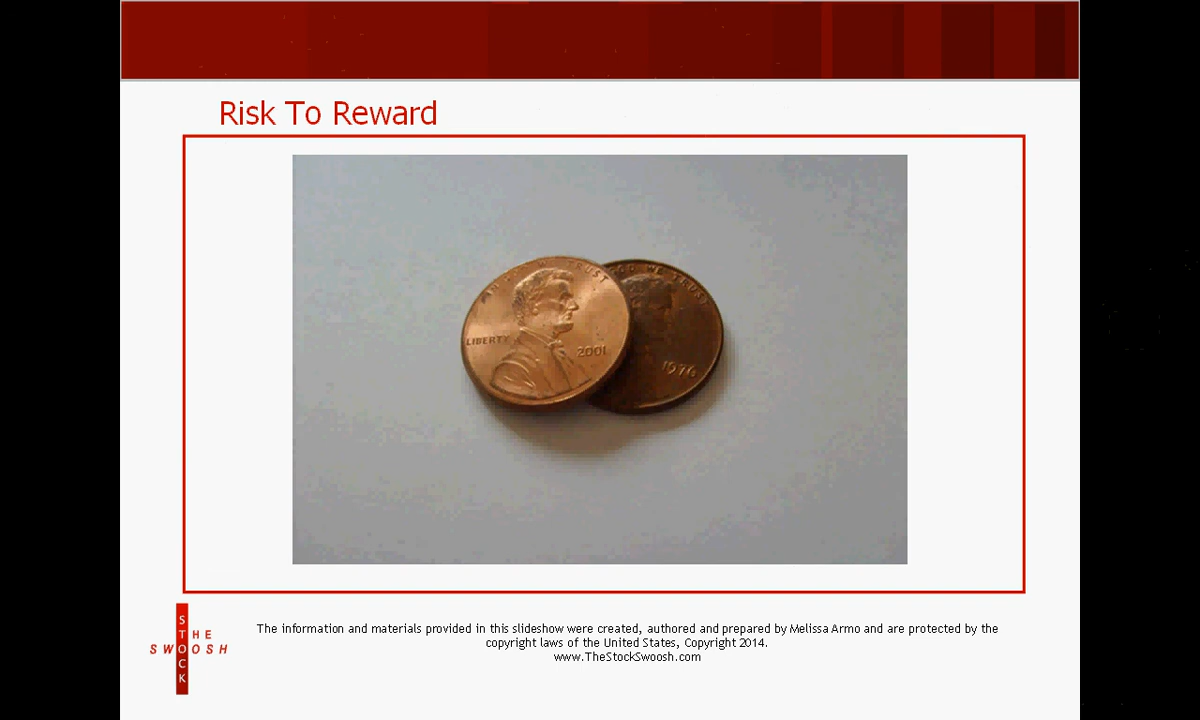 Risk To Reward
TRUST
GOD WE TRUST
LIBERTY
2001
1976
THE
STOCK
SWOOSH
The information and materials provided in this slideshow were created, authored and prepared by Melissa Armo and are protected by the
copyright laws of the United States, Copyright 2014.
www.TheStockSwoosh.com